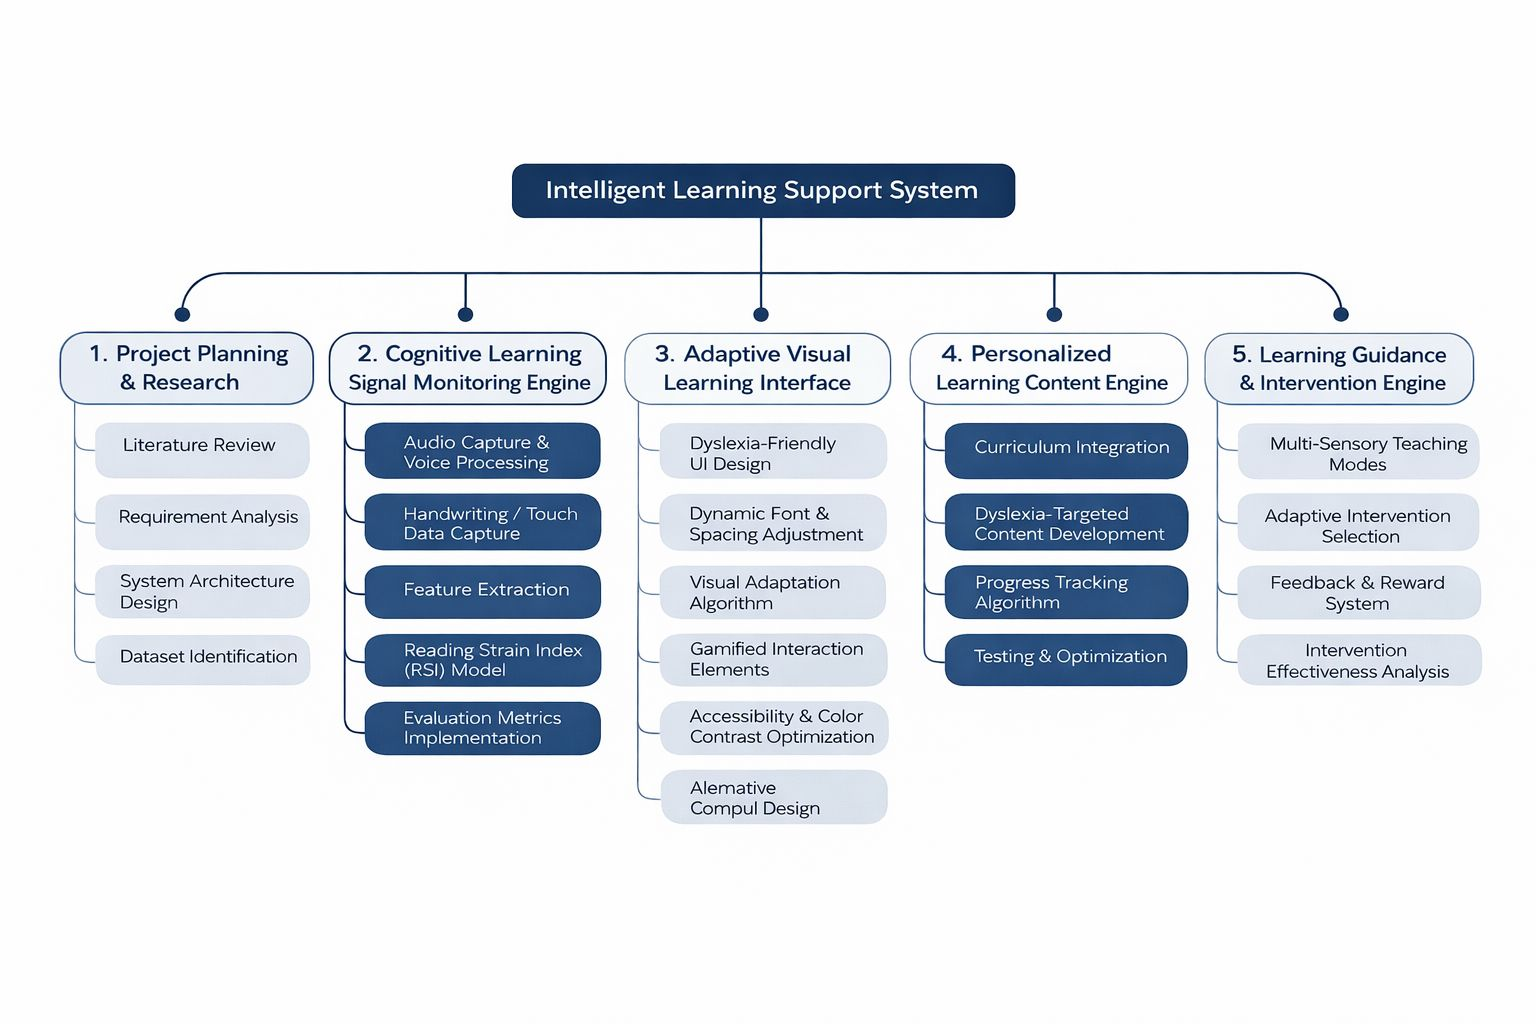 Intelligent Learning Support System
1. Project Planning
& Research
Literature Review
Requirement Analysis
System Architecture
Design
Dataset Identification
2. Cognitive Learning
Signal Monitoring Engine
Audio Capture &
Voice Processing
Handwriting / Touch
Data Capture
Feature Extraction
Reading Strain Index
(RSI) Model
Evaluation Metrics
Implementation
3. Adaptive Visual
Learning Interface
Dyslexia-Friendly
UI Design
Dynamic Font &
Spacing Adjustment
Visual Adaptation
Algorithm
Gamified Interaction
Elements
Accessibility & Color
Contrast Optimization
Alemative
Compul Design
4. Personalized
Learning Content Engine
Curriculum Integration
Dyslexia-Targeted
Content Development
Progress Tracking
Algorithm
Testing & Optimization
5. Learning Guidance
& Intervention Engine
Multi-Sensory Teaching
Modes
Adaptive Intervention
Selection
Feedback & Reward
System
Intervention
Effectiveness Analysis